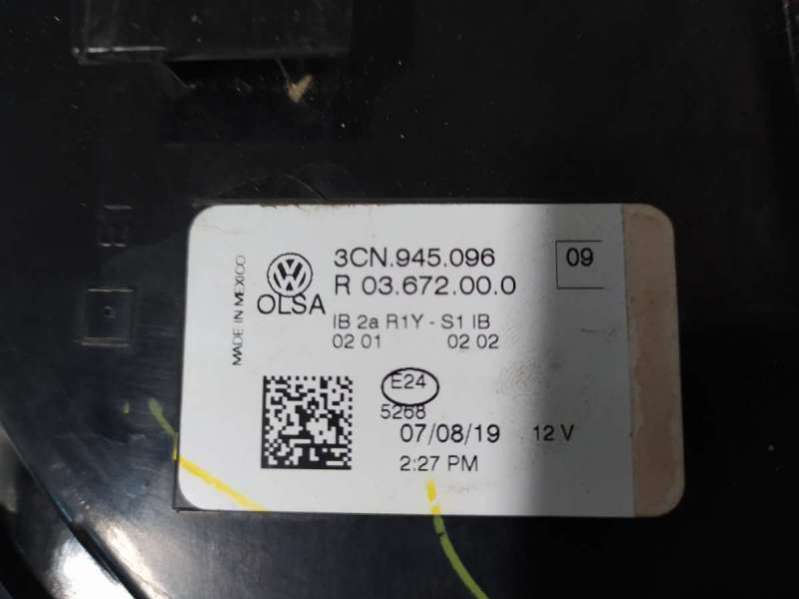 MADE IN MEXICO
3CN.945.096
R 03.672.00.0
09
OLSA
IB 2a R1Y - S1 IB
02 01 02 02
E24
5268
07/08/19 12 V
2:27 PM